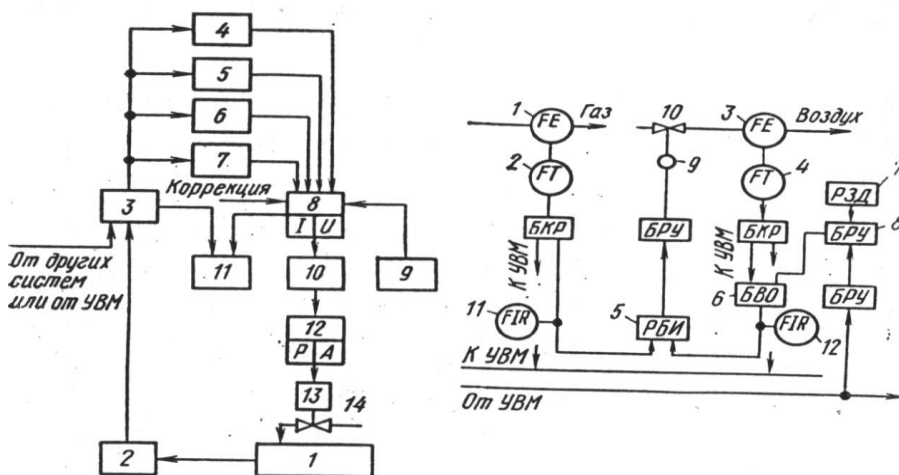 4
5
6
7
Коррекция
3
8
I U
От других
систем
или от УВМ
11
10
9
12
P A
13
14
2
1
1 FE Газ
10
3 FE Воздух
2 FT
9
FT 4
РЗД 7
БКР
БРУ
БКР
БРУ 8
К УВМ
К УВМ
6 БВО
БРУ
11 FIR
5 РБИ
FIR 12
К УВМ
От УВМ